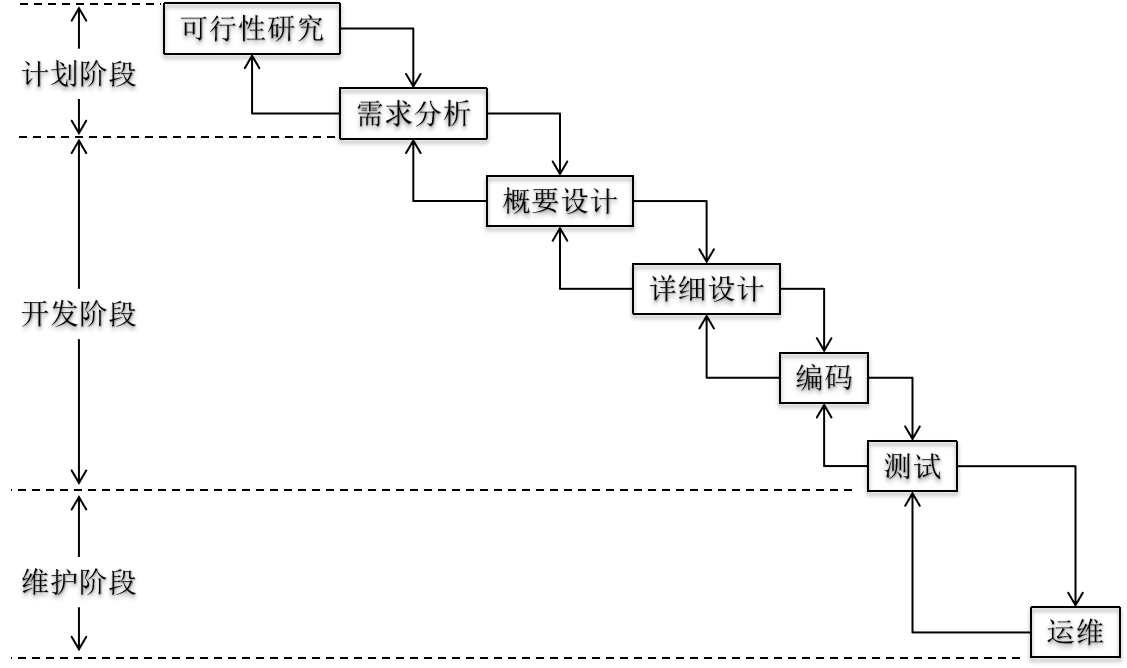 可行性研究
计划阶段
需求分析
概要设计
详细设计
开发阶段
编码
测试
维护阶段
运维